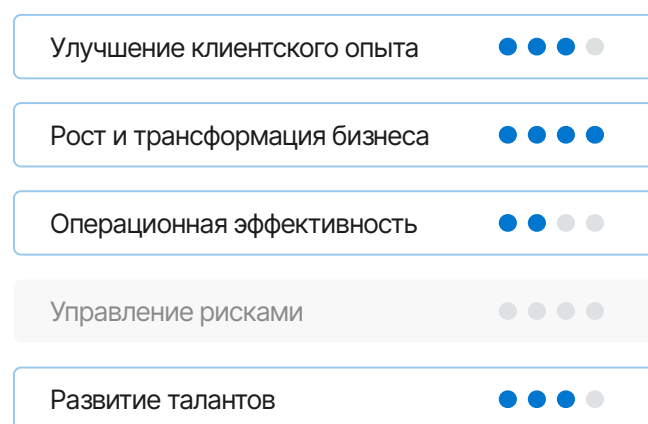 Улучшение клиентского опыта
Рост и трансформация бизнеса
Операционная эффективность
Управление рисками
Развитие талантов